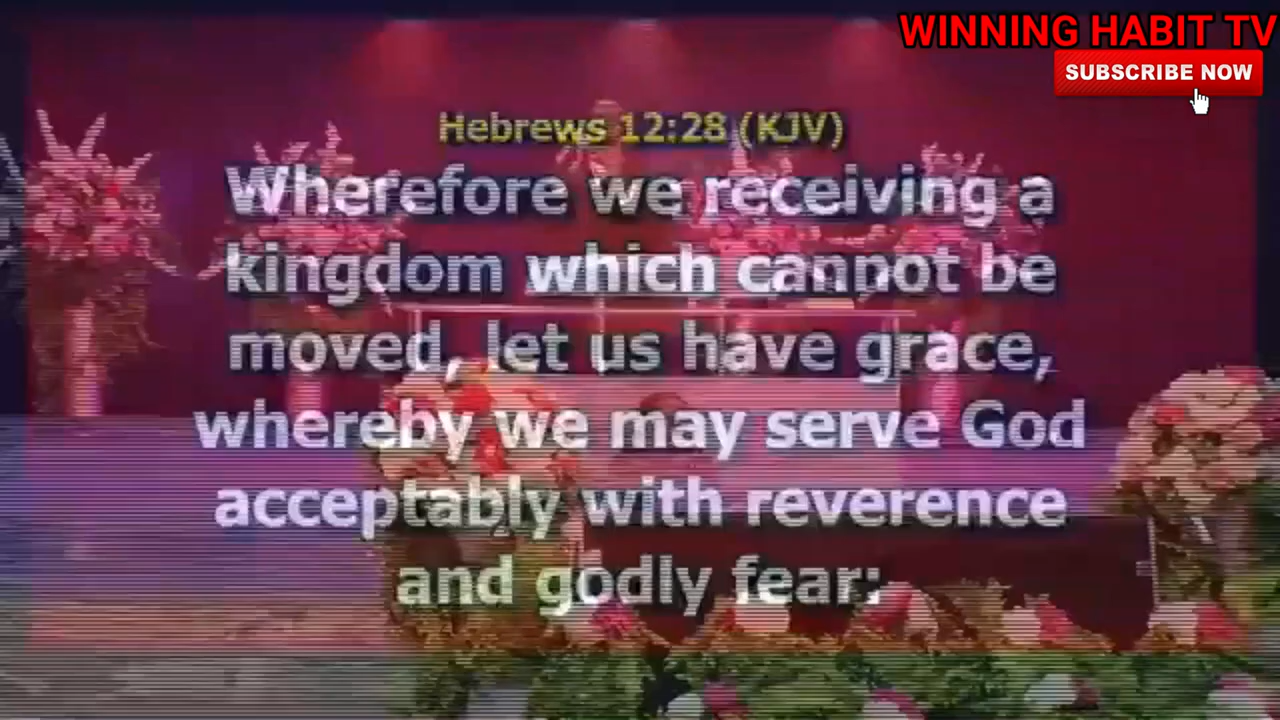 WINNING HABIT TV
SUBSCRIBE NOW
Hebrews 12:28 (KJV)
Wherefore we receiving a
kingdom which cannot be
moved, let us have grace,
whereby we may serve God
acceptably with reverence
and godly fear: